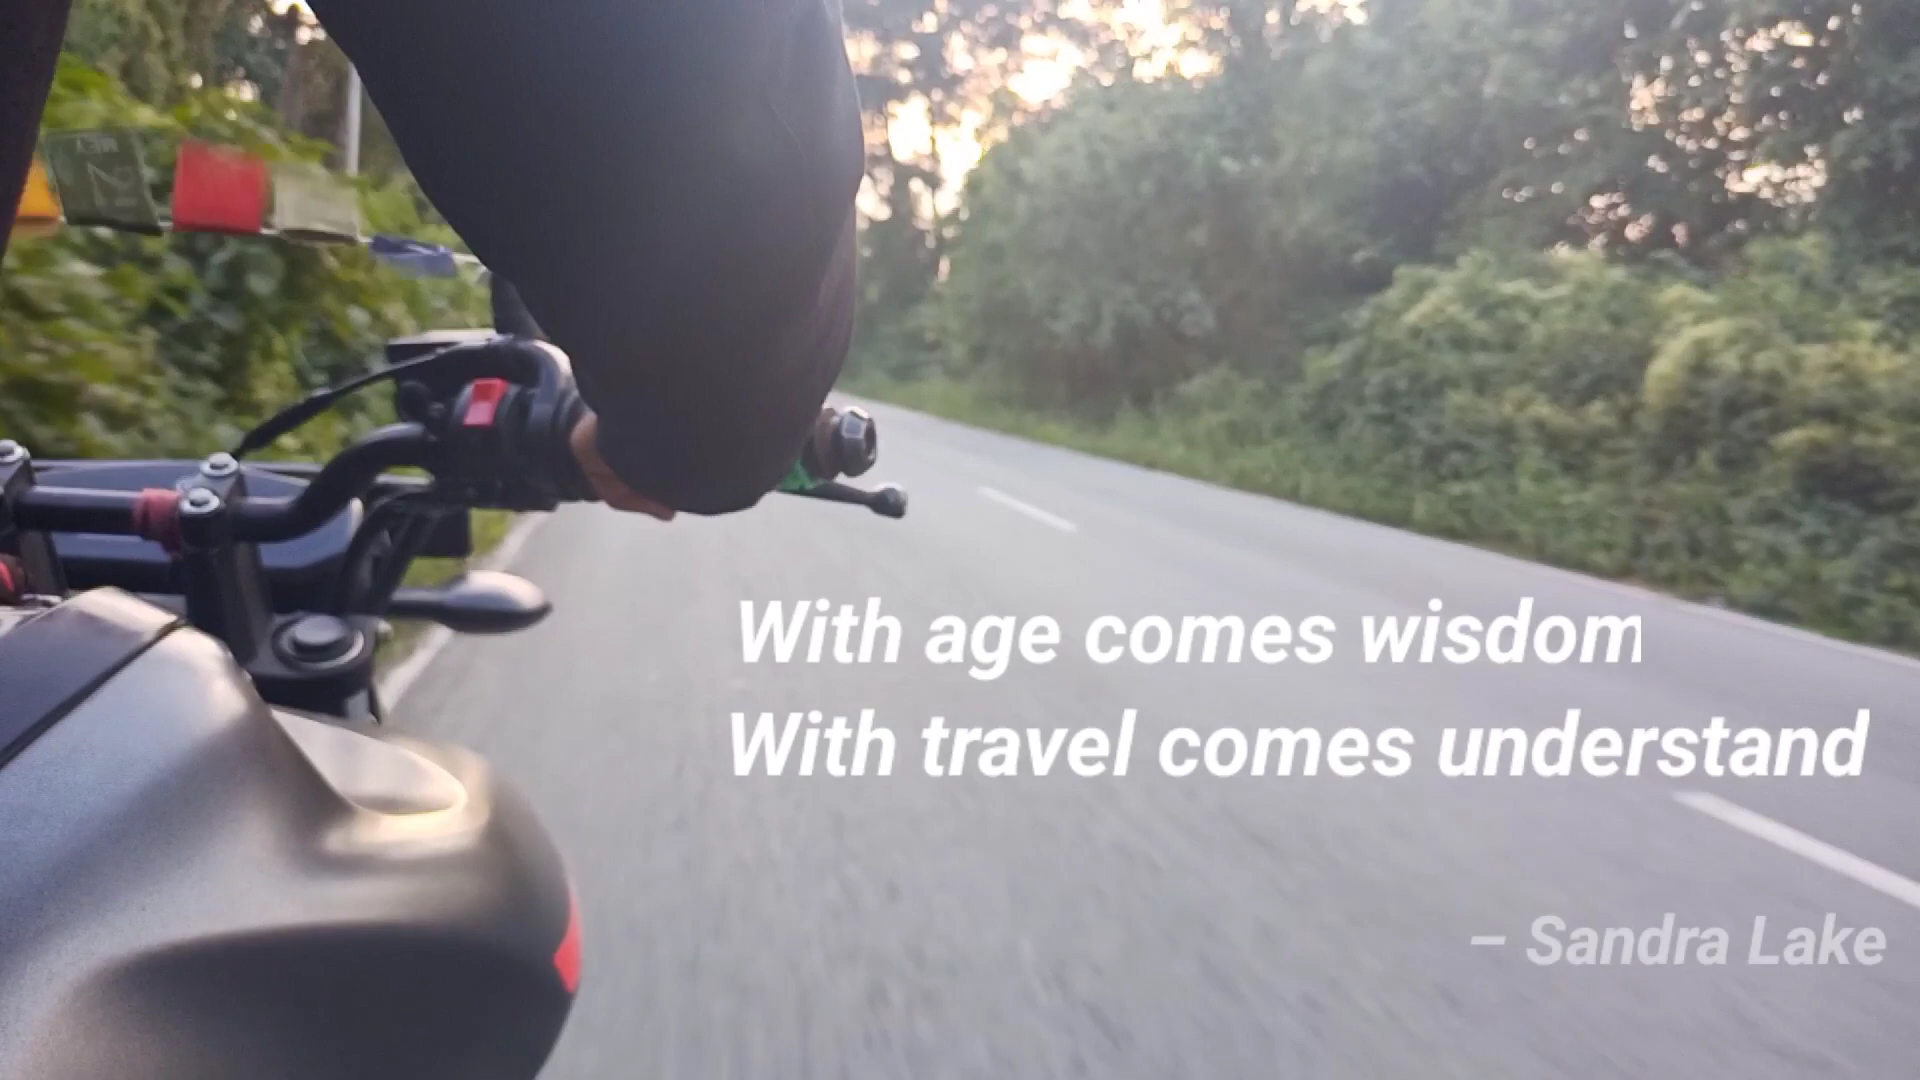 With age comes wisdom
With travel comes understand
– Sandra Lake